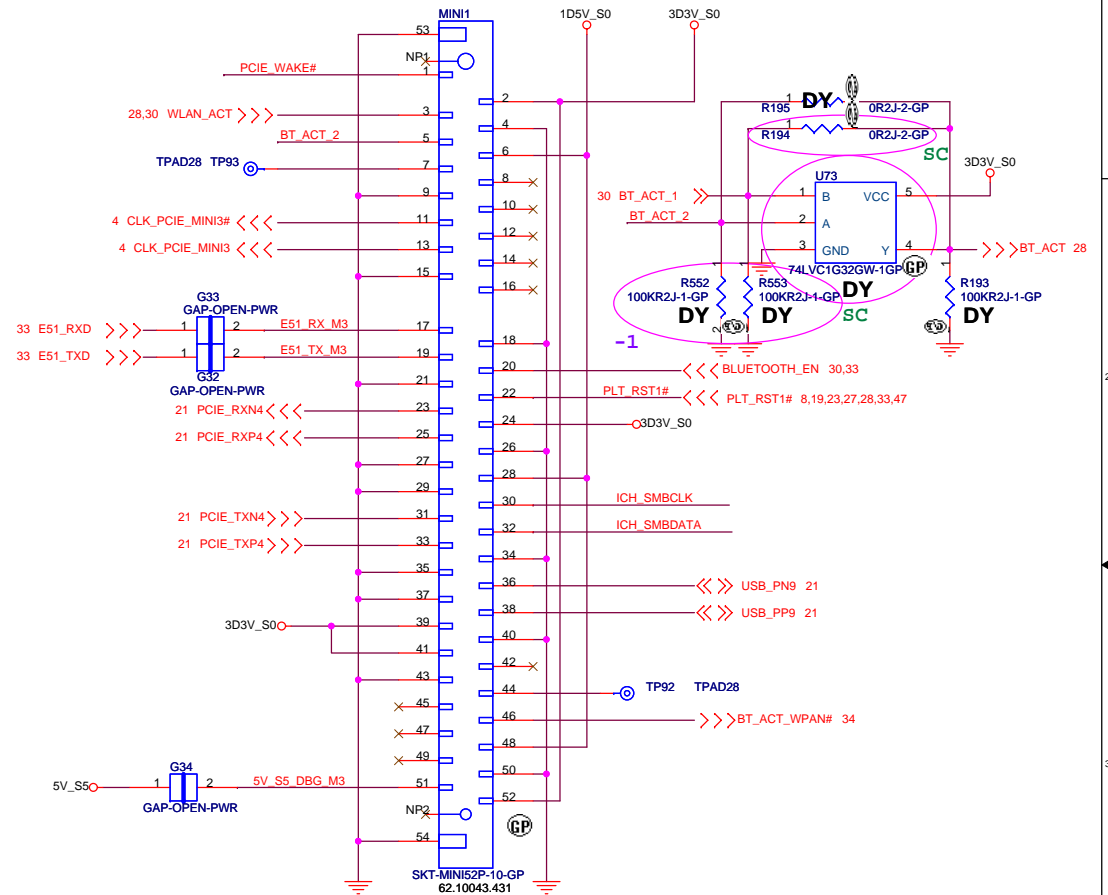 MINI1
1D5V_S0
3D3V_S0
53
NP1
PCIE_WAKE#
1
2
28,30 WLAN_ACT
3
4
BT_ACT_2
5
6
TPAD28 TP93
7
8
9
10
4 CLK_PCIE_MINI3#
11
12
4 CLK_PCIE_MINI3
13
14
15
16
G33
GAP-OPEN-PWR
33 E51_RXD
1
2
E51_RX_M3
17
18
33 E51_TXD
1
2
E51_TX_M3
19
20
BLUETOOTH_EN 30,33
G32
GAP-OPEN-PWR
21
22
PLT_RST1#
PLT_RST1# 8,19,23,27,28,33,47
21 PCIE_RXN4
23
24
3D3V_S0
21 PCIE_RXP4
25
26
27
28
29
30
ICH_SMBCLK
21 PCIE_TXN4
31
32
ICH_SMBDATA
21 PCIE_TXP4
33
34
35
36
USB_PN9 21
37
38
USB_PP9 21
3D3V_S0
39
40
41
42
43
44
TP92 TPAD28
45
46
BT_ACT_WPAN# 34
47
48
49
50
G34
5V_S5
1
2
5V_S5_DBG_M3
51
52
GAP-OPEN-PWR
NP2
GP
54
SKT-MINI52P-10-GP
62.10043.431
1
DY
R195
0R2J-2-GP
1
2
R194
0R2J-2-GP
SC
3D3V_S0
U73
30 BT_ACT_1
1
B
VCC
5
BT_ACT_2
2
A
3
GND
Y
4
BT_ACT 28
74LVC1G32GW-1GP
GP
DY
SC
1
R552
100KR2J-1-GP
DY
2
1
R553
100KR2J-1-GP
DY
-1
1
R193
100KR2J-1-GP
DY
2
3